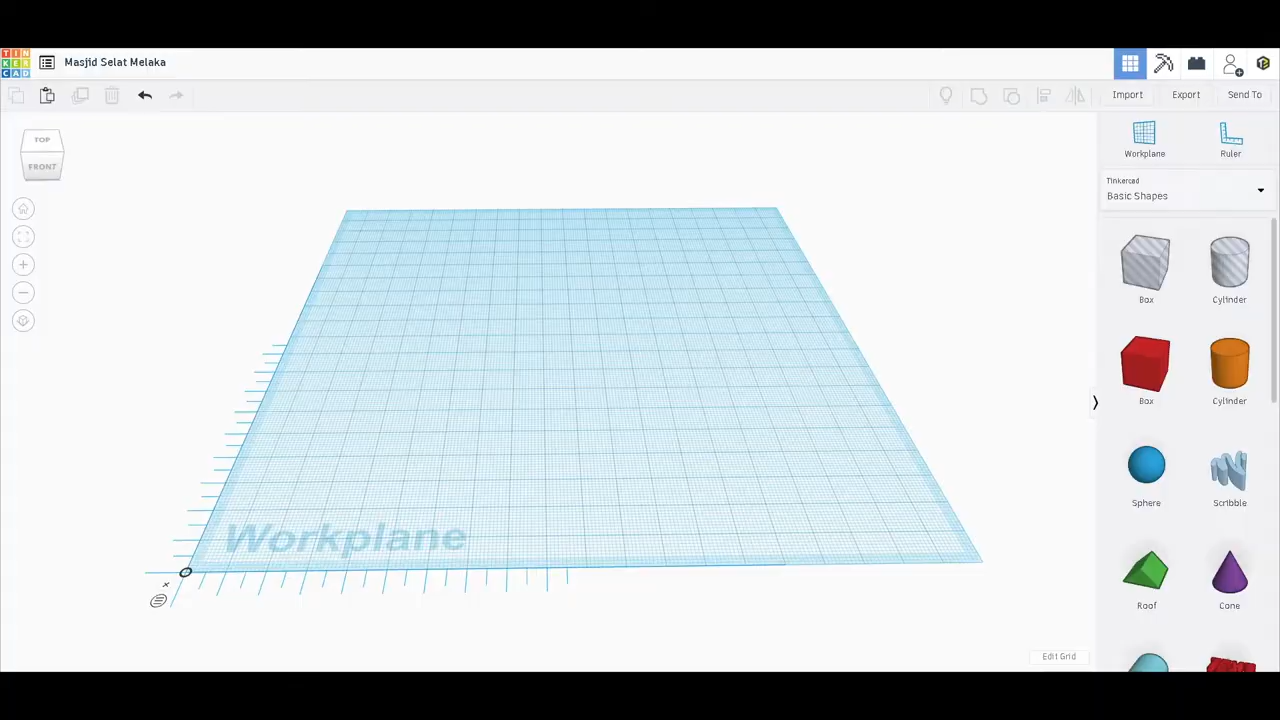 TIN
KER
CAD
Masjid Selat Melaka
Import
Export
Send To
TOP
FRONT
Workplane
Ruler
Tinkercad
Basic Shapes
Box
Cylinder
Box
Cylinder
Sphere
Scribble
Roof
Cone
Workplane
Edit Grid